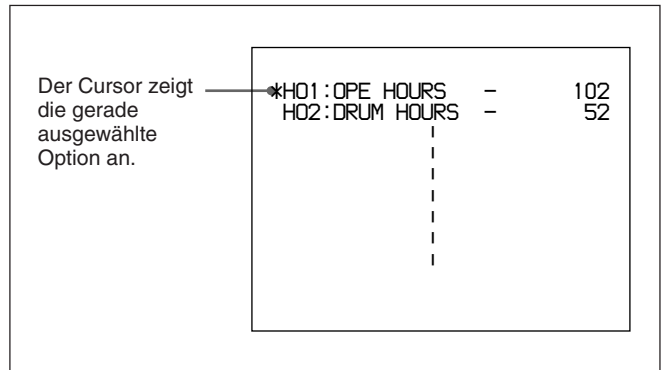 Der Cursor zeigt
die gerade
ausgewählte
Option an.
*H01:OPE HOURS – 102
H02:DRUM HOURS – 52